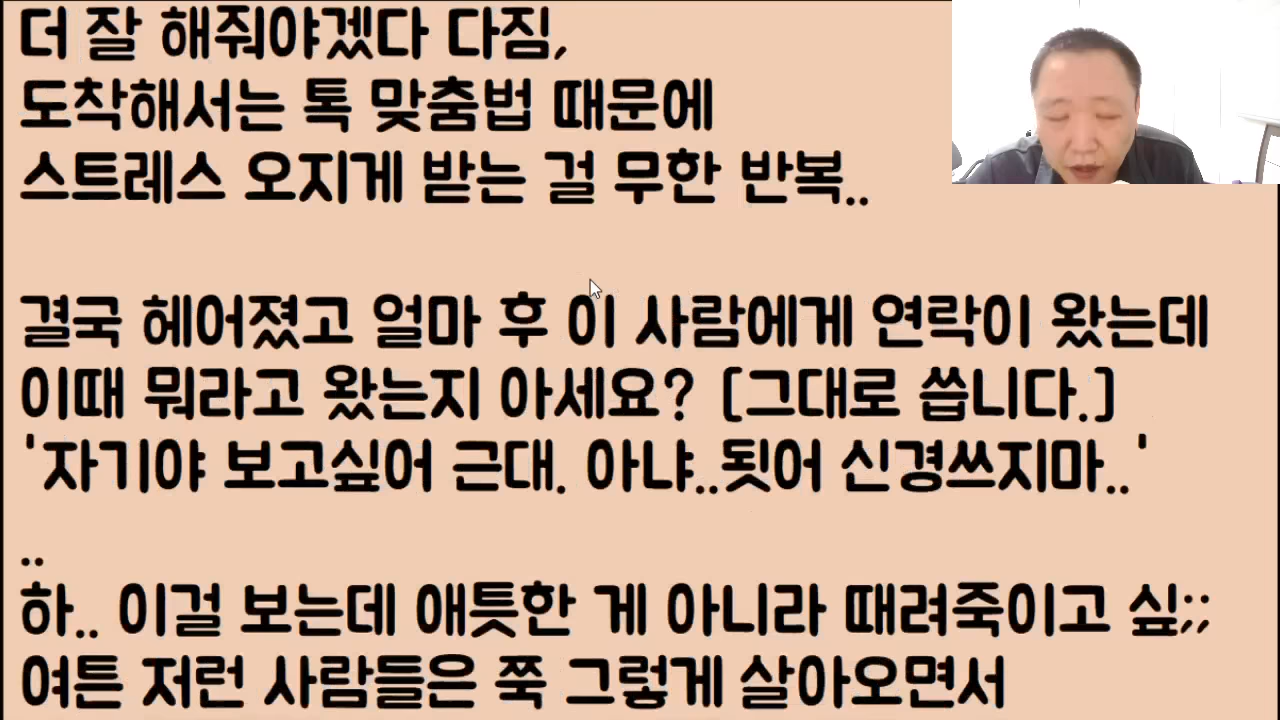 더 잘 해줘야겠다 다짐,
도착해서는 톡 맞춤법 때문에
스트레스 오지게 받는 걸 무한 반복..
결국 헤어졌고 얼마 후 이 사람에게 연락이 왔는데
이때 뭐라고 왔는지 아세요? [그대로 씁니다.]
'자기야 보고싶어 근대. 아냐..됫어 신경쓰지마..'
..
하.. 이걸 보는데 애틋한 게 아니라 때려죽이고 싶;;
여튼 저런 사람들은 쭉 그렇게 살아오면서